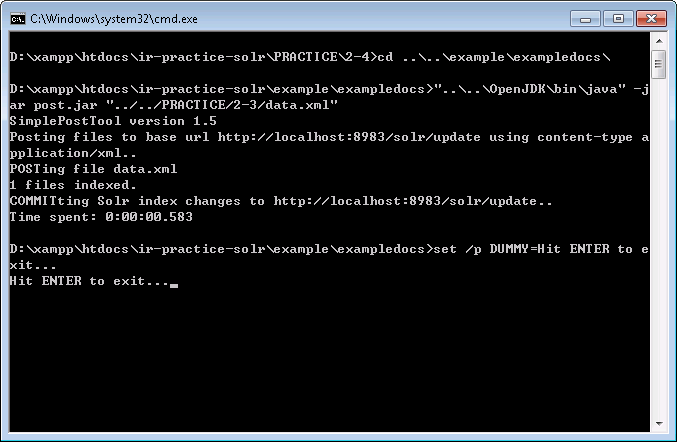 C:\Windows\system32\cmd.exe
D:\xampp\htdocs\ir-practice-solr\PRACTICE\2-4>cd ..\..\example\exampledocs\
D:\xampp\htdocs\ir-practice-solr\example\exampledocs>"..\..\OpenJDK\bin\java" -j
ar post.jar "../../PRACTICE/2-3/data.xml"
SimplePostTool version 1.5
Posting files to base url http://localhost:8983/solr/update using content-type a
pplication/xml..
POSTing file data.xml
1 files indexed.
COMMITting Solr index changes to http://localhost:8983/solr/update..
Time spent: 0:00:00.583
D:\xampp\htdocs\ir-practice-solr\example\exampledocs>set /p DUMMY=Hit ENTER to e
xit...
Hit ENTER to exit...